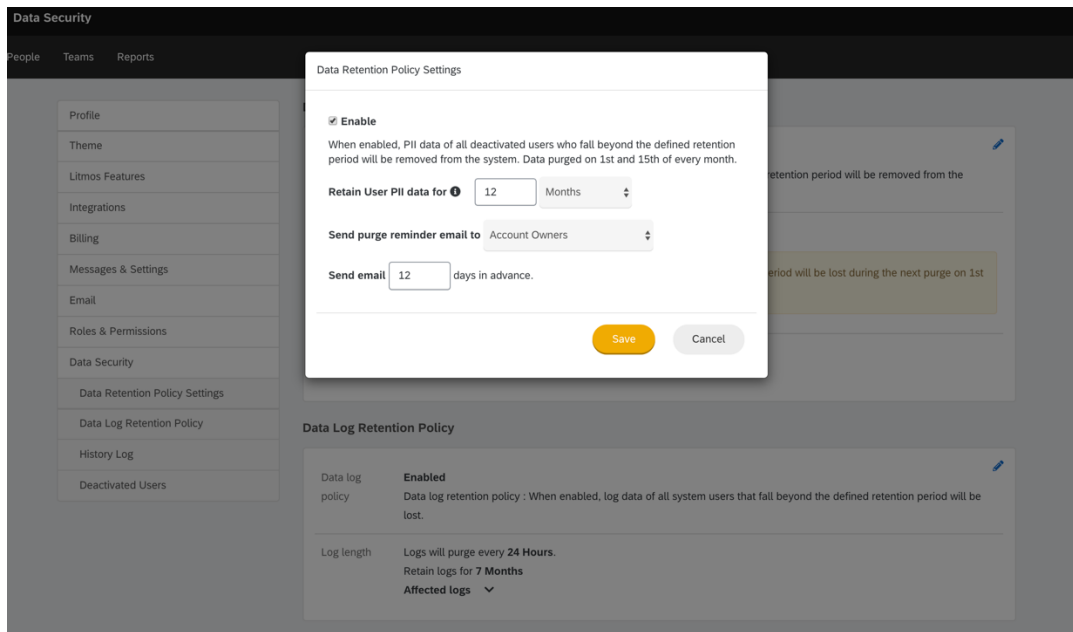 Data Security
People Teams Reports
Data Retention Policy Settings
Enable
When enabled, PII data of all deactivated users who fall beyond the defined retention
period will be removed from the system. Data purged on 1st and 15th of every month.
Retain User PII data for 12 Months
Send purge reminder email to Account Owners
Send email 12 days in advance.
Save Cancel
Profile
Theme
Litmos Features
Integrations
Billing
Messages & Settings
Email
Roles & Permissions
Data Security
Data Retention Policy Settings
Data Log Retention Policy
History Log
Deactivated Users
retention period will be removed from the
period will be lost during the next purge on 1st
Data Log Retention Policy
Data log policy
Enabled
Data log retention policy : When enabled, log data of all system users that fall beyond the defined retention period will be
lost.
Log length
Logs will purge every 24 Hours.
Retain logs for 7 Months
Affected logs